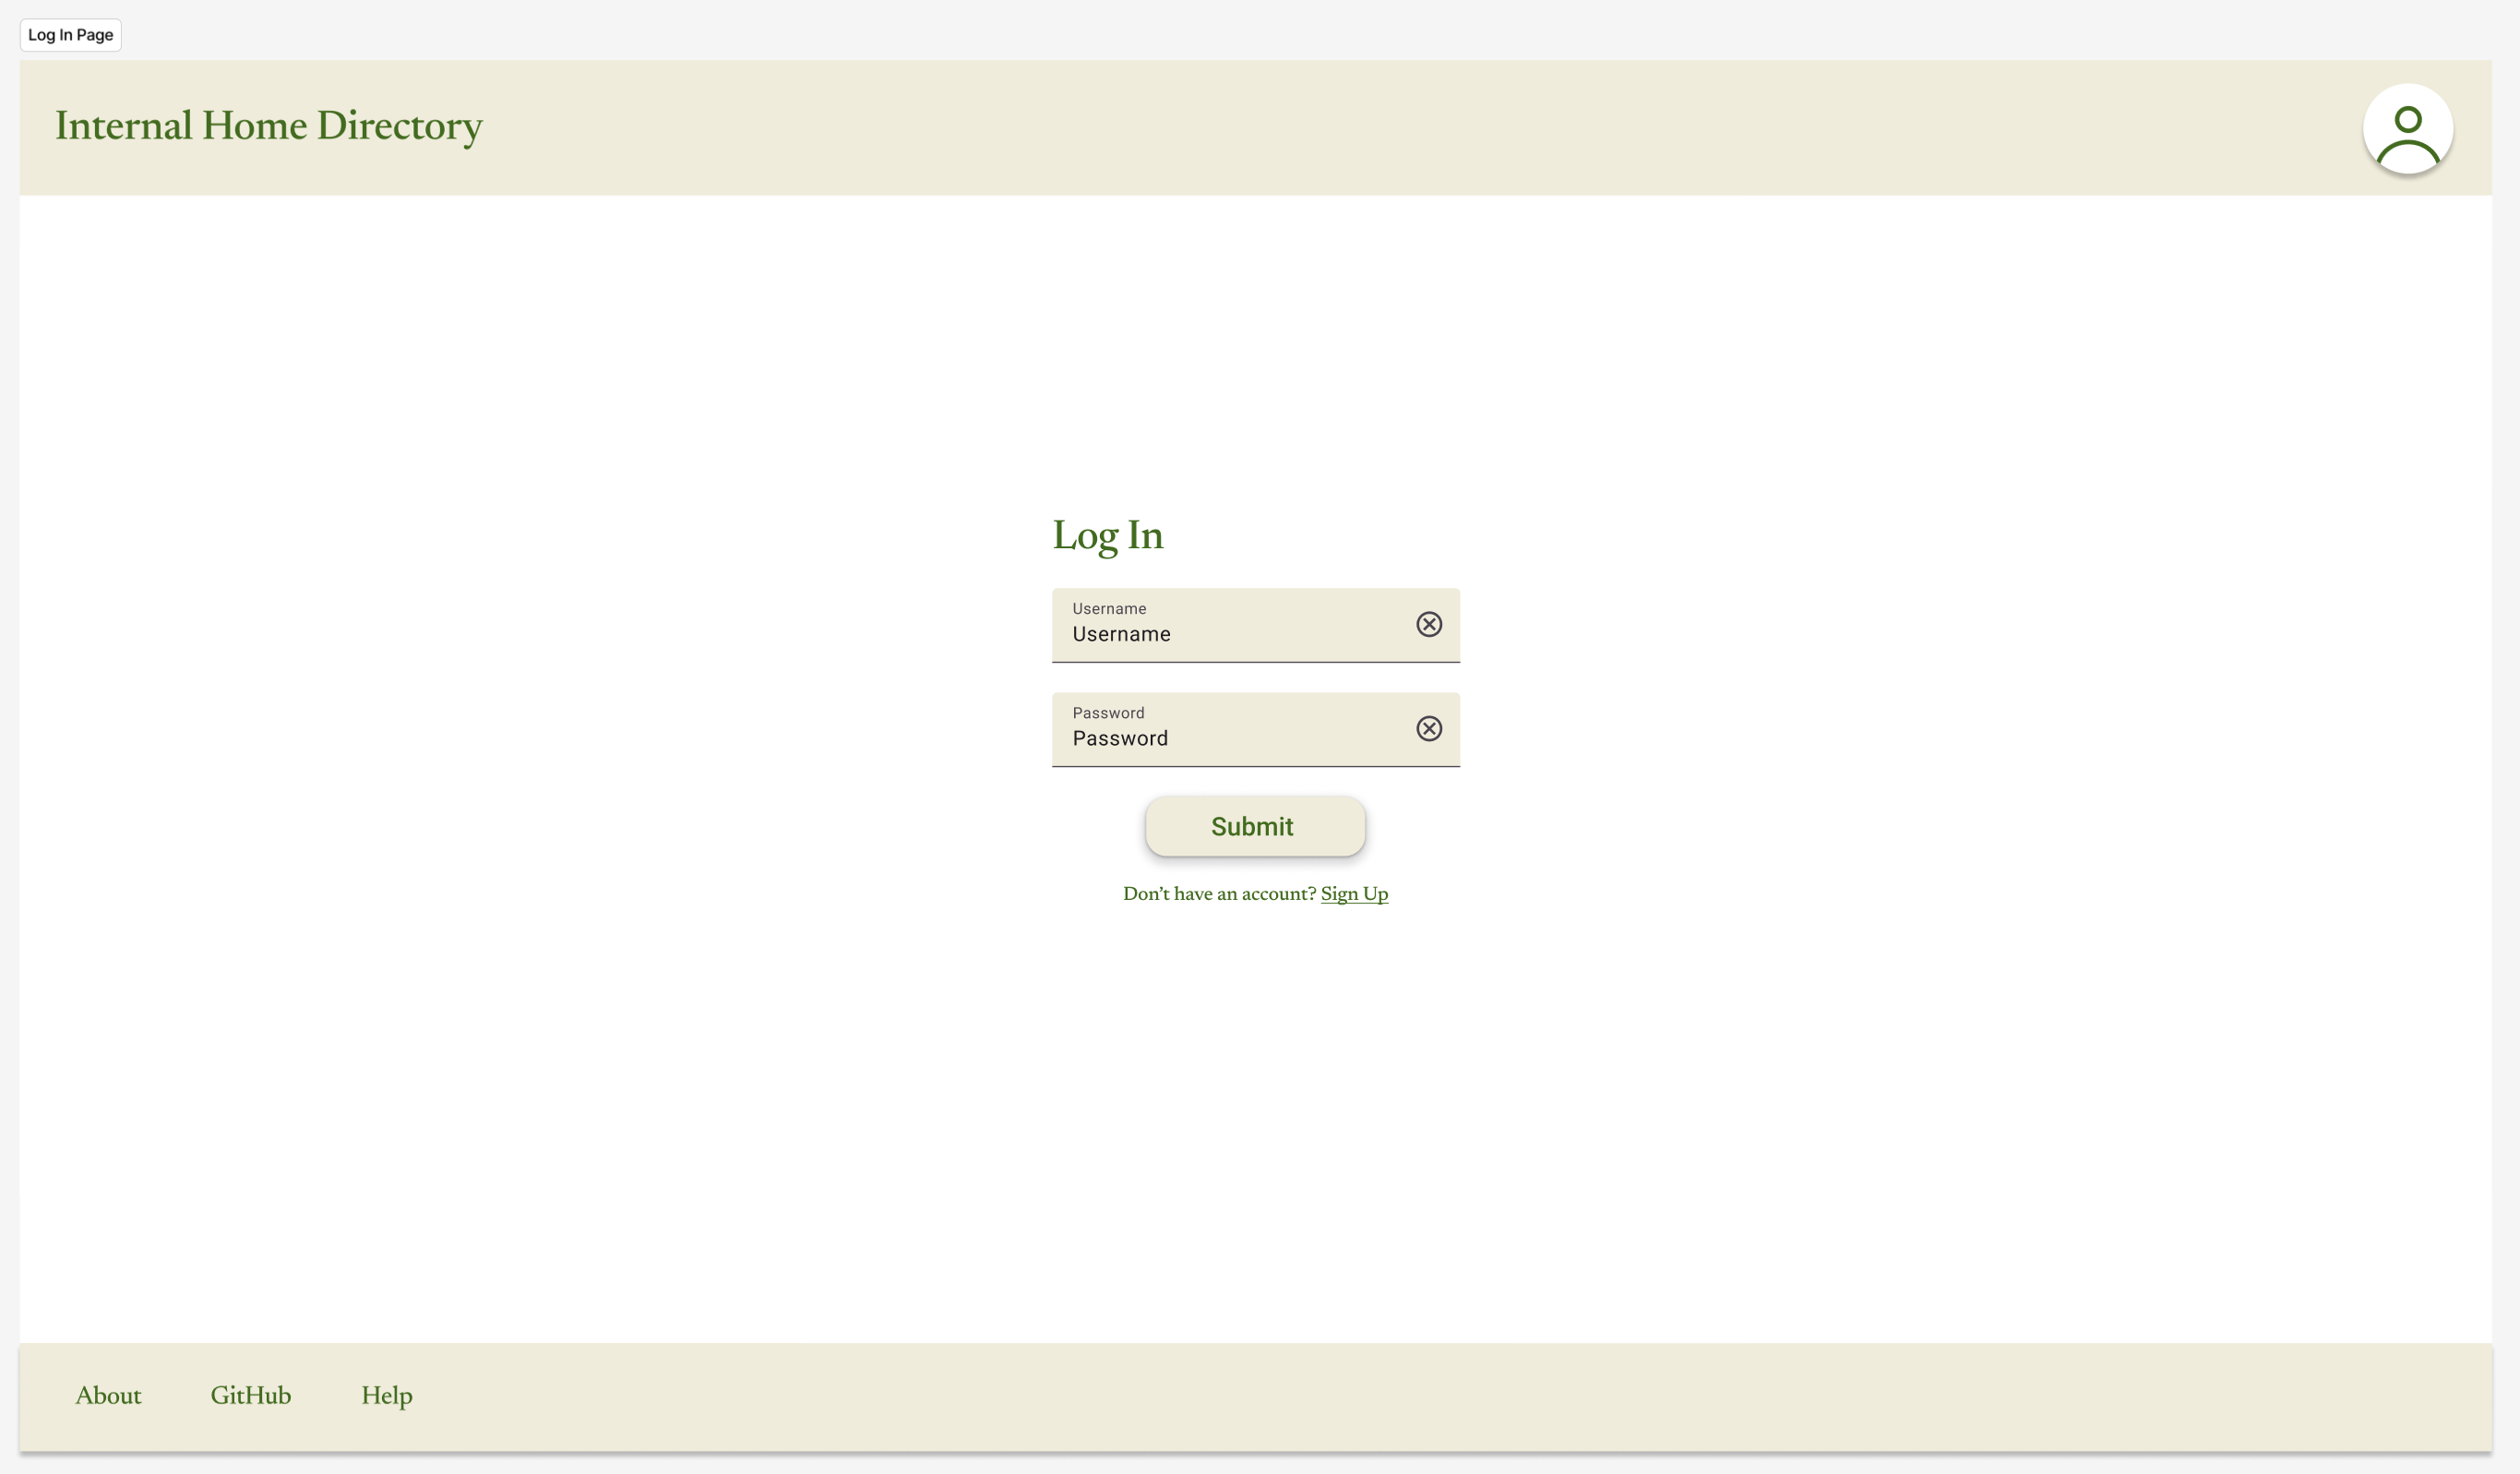 Log In Page
Internal Home Directory
Log In
Username
Username
Password
Password
Submit
Don’t have an account? Sign Up
About GitHub Help